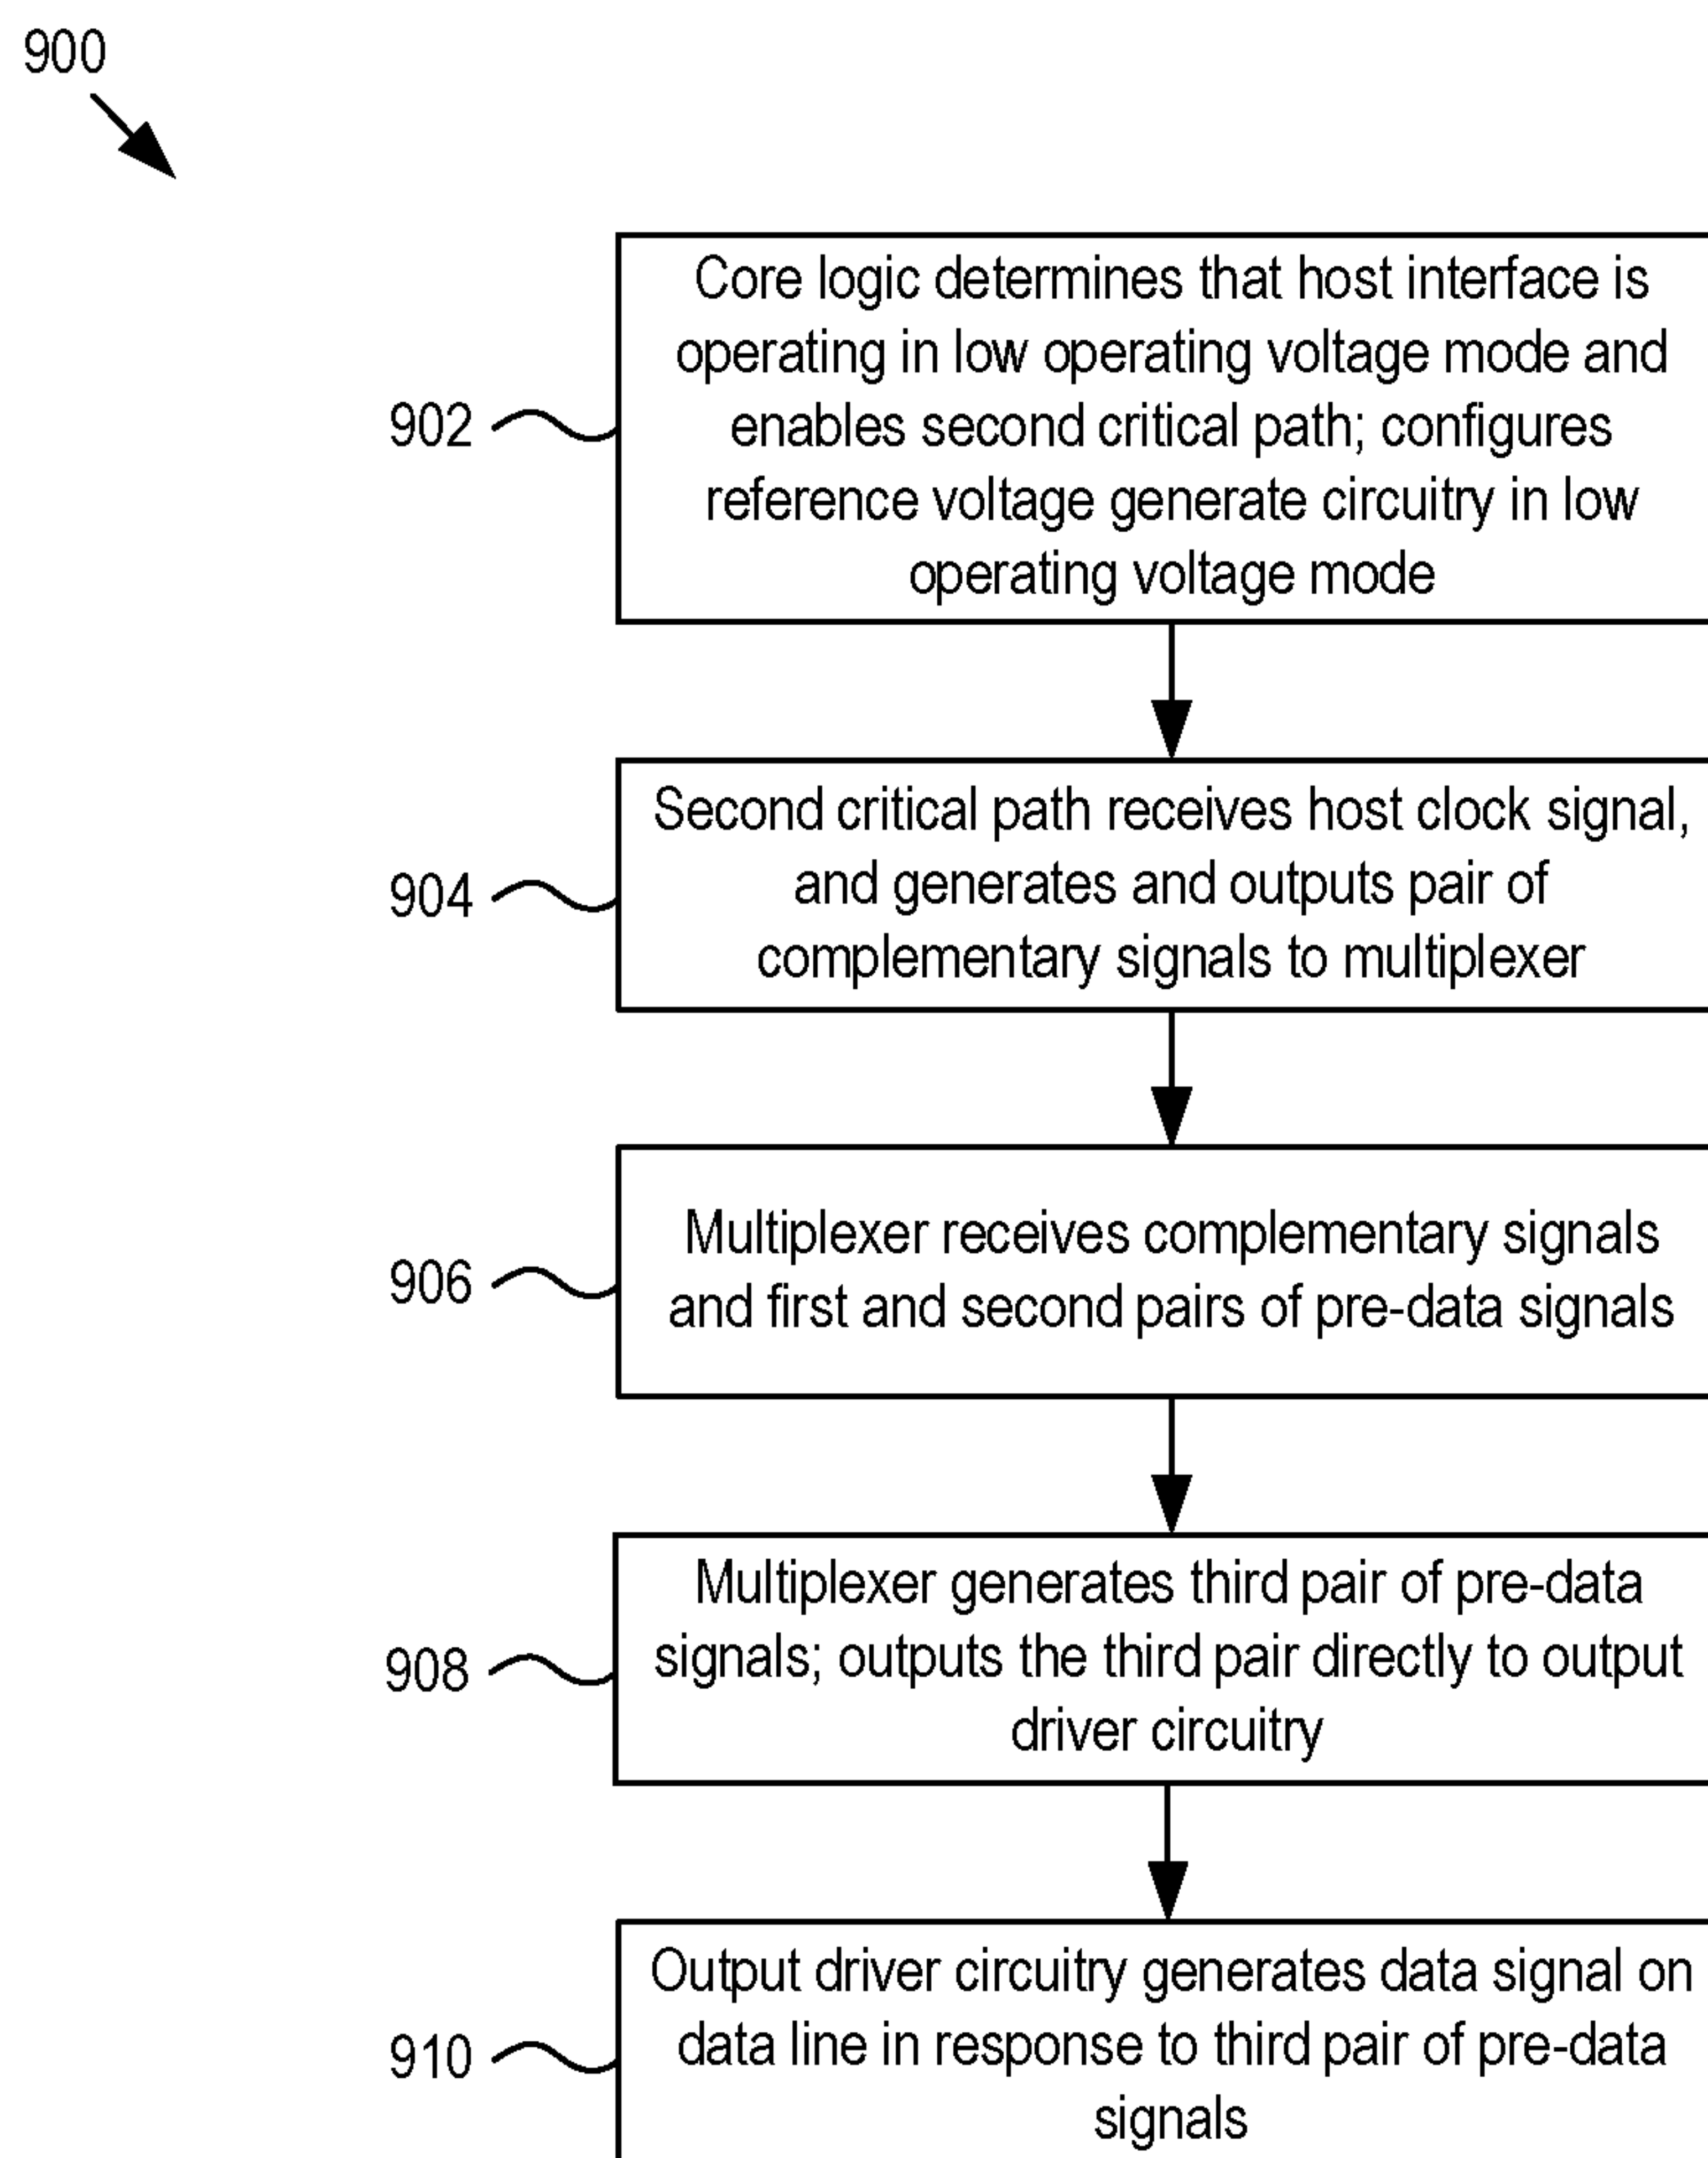 900
Core logic determines that host interface is
operating in low operating voltage mode and
enables second critical path; configures
reference voltage generate circuitry in low
operating voltage mode
902
Second critical path receives host clock signal,
and generates and outputs pair of
complementary signals to multiplexer
904
Multiplexer receives complementary signals
and first and second pairs of pre-data signals
906
Multiplexer generates third pair of pre-data
signals; outputs the third pair directly to output
driver circuitry
908
Output driver circuitry generates data signal on
data line in response to third pair of pre-data
signals
910